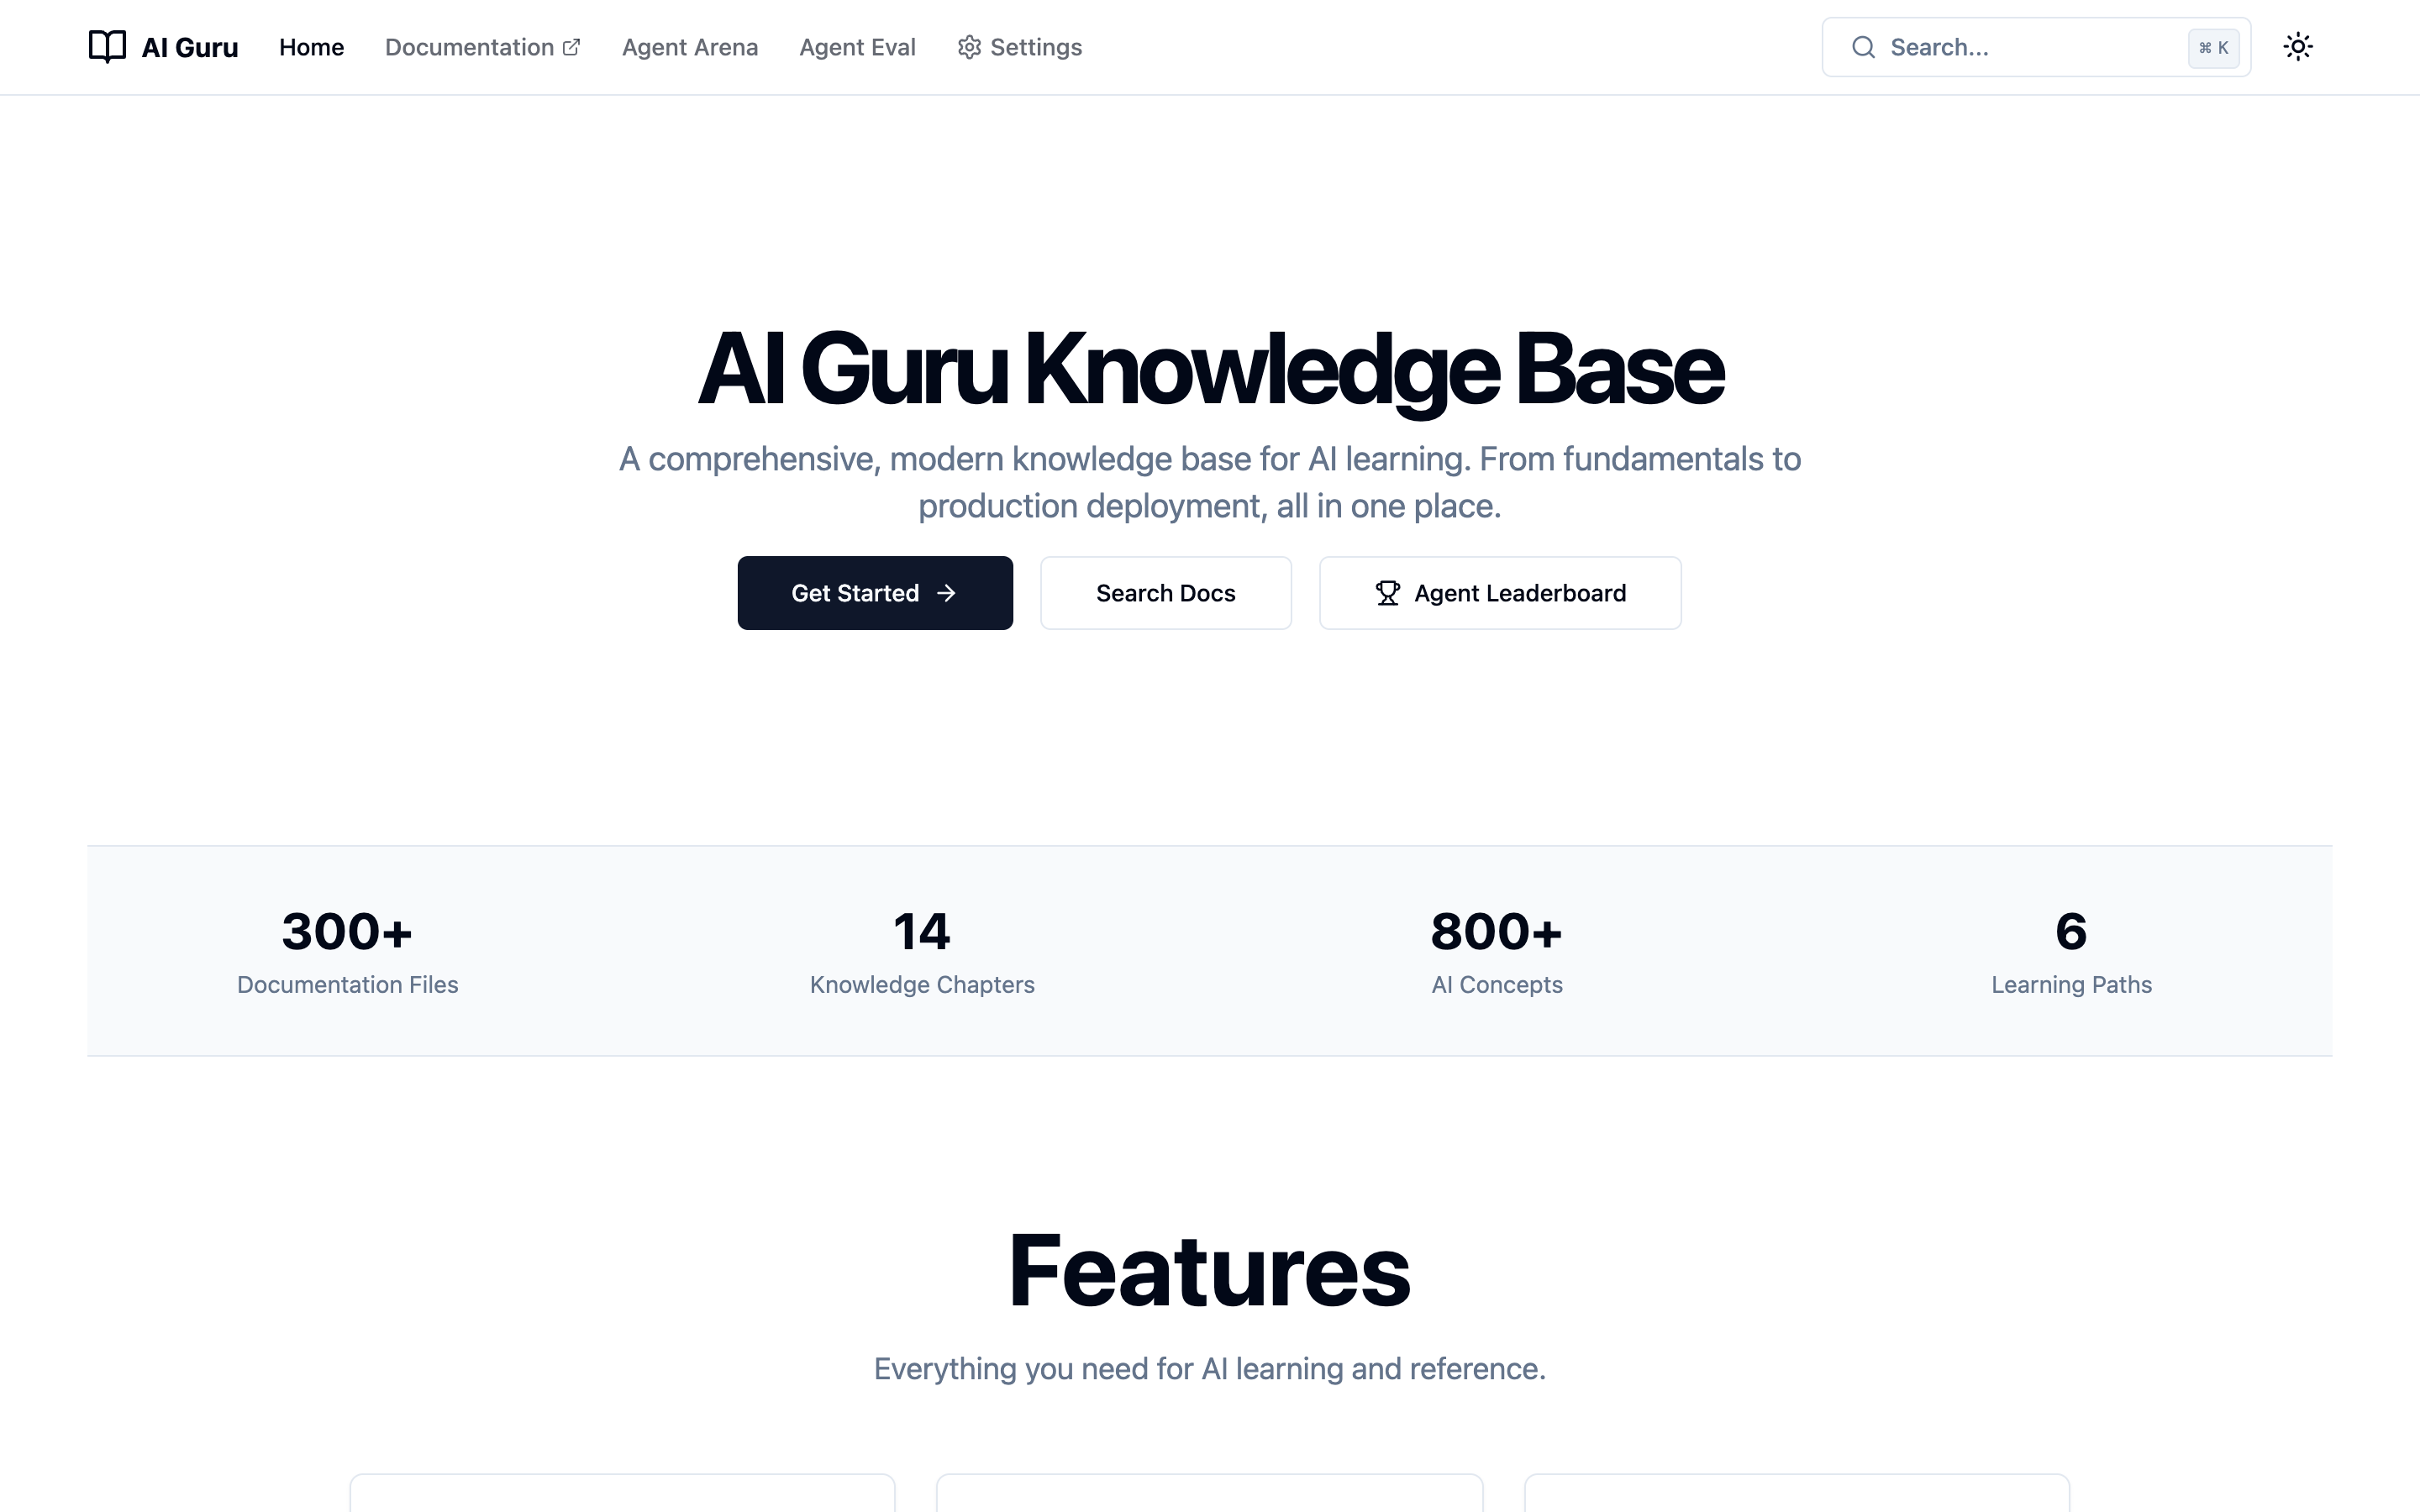 AI Guru
Home
Documentation
Agent Arena
Agent Eval
Settings
Search...
⌘ K
AI Guru Knowledge Base
A comprehensive, modern knowledge base for AI learning. From fundamentals to
production deployment, all in one place.
Get Started
Search Docs
Agent Leaderboard
300+
Documentation Files
14
Knowledge Chapters
800+
AI Concepts
6
Learning Paths
Features
Everything you need for AI learning and reference.